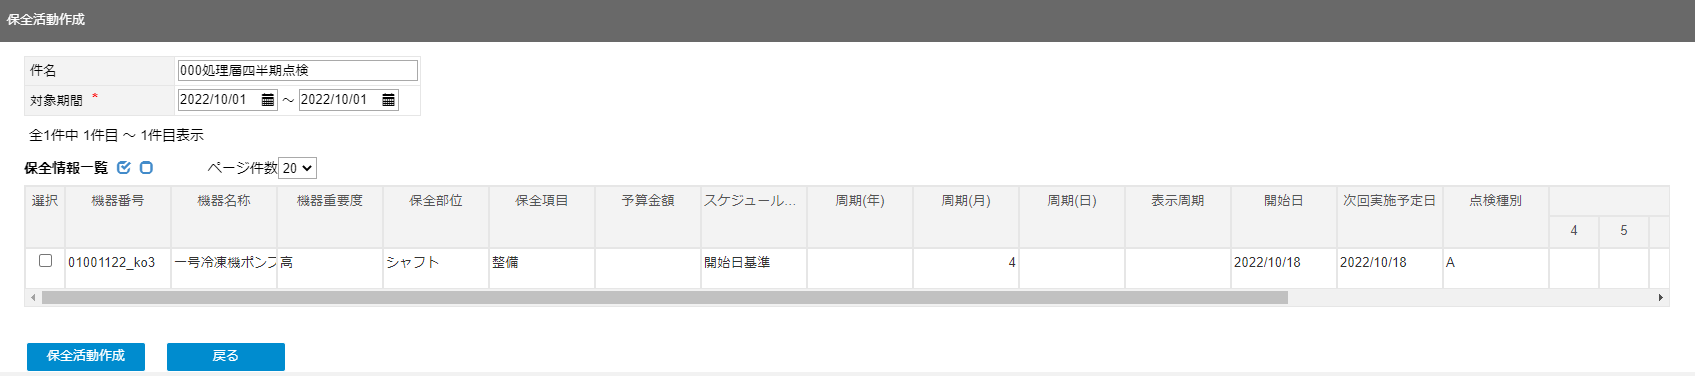 保全活動作成
件名 000処理層四半期点検
対象期間 * 2022/10/01 ～ 2022/10/01
全1件中 1件目 ～ 1件目表示
保全情報一覧 ページ件数 20
選択 機器番号 機器名称 機器重要度 保全部位 保全項目 予算金額 スケジュール... 周期(年) 周期(月) 周期(日) 表示周期 開始日 次回実施予定日 点検種別
4 5
01001122_ko3 一号冷凍機ポンプ 高 シャフト 整備 開始日基準 4 2022/10/18 2022/10/18 A
保全活動作成 戻る